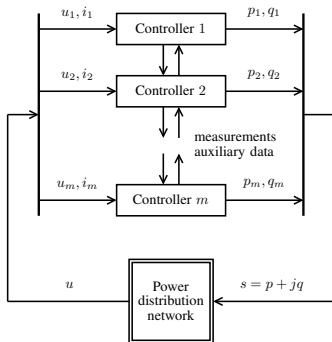 u₁, i₁
Controller 1
p₁, q₁
u₂, i₂
Controller 2
p₂, q₂
measurements
auxiliary data
uₘ, iₘ
Controller m
pₘ, qₘ
u
Power
distribution
network
s = p + jq